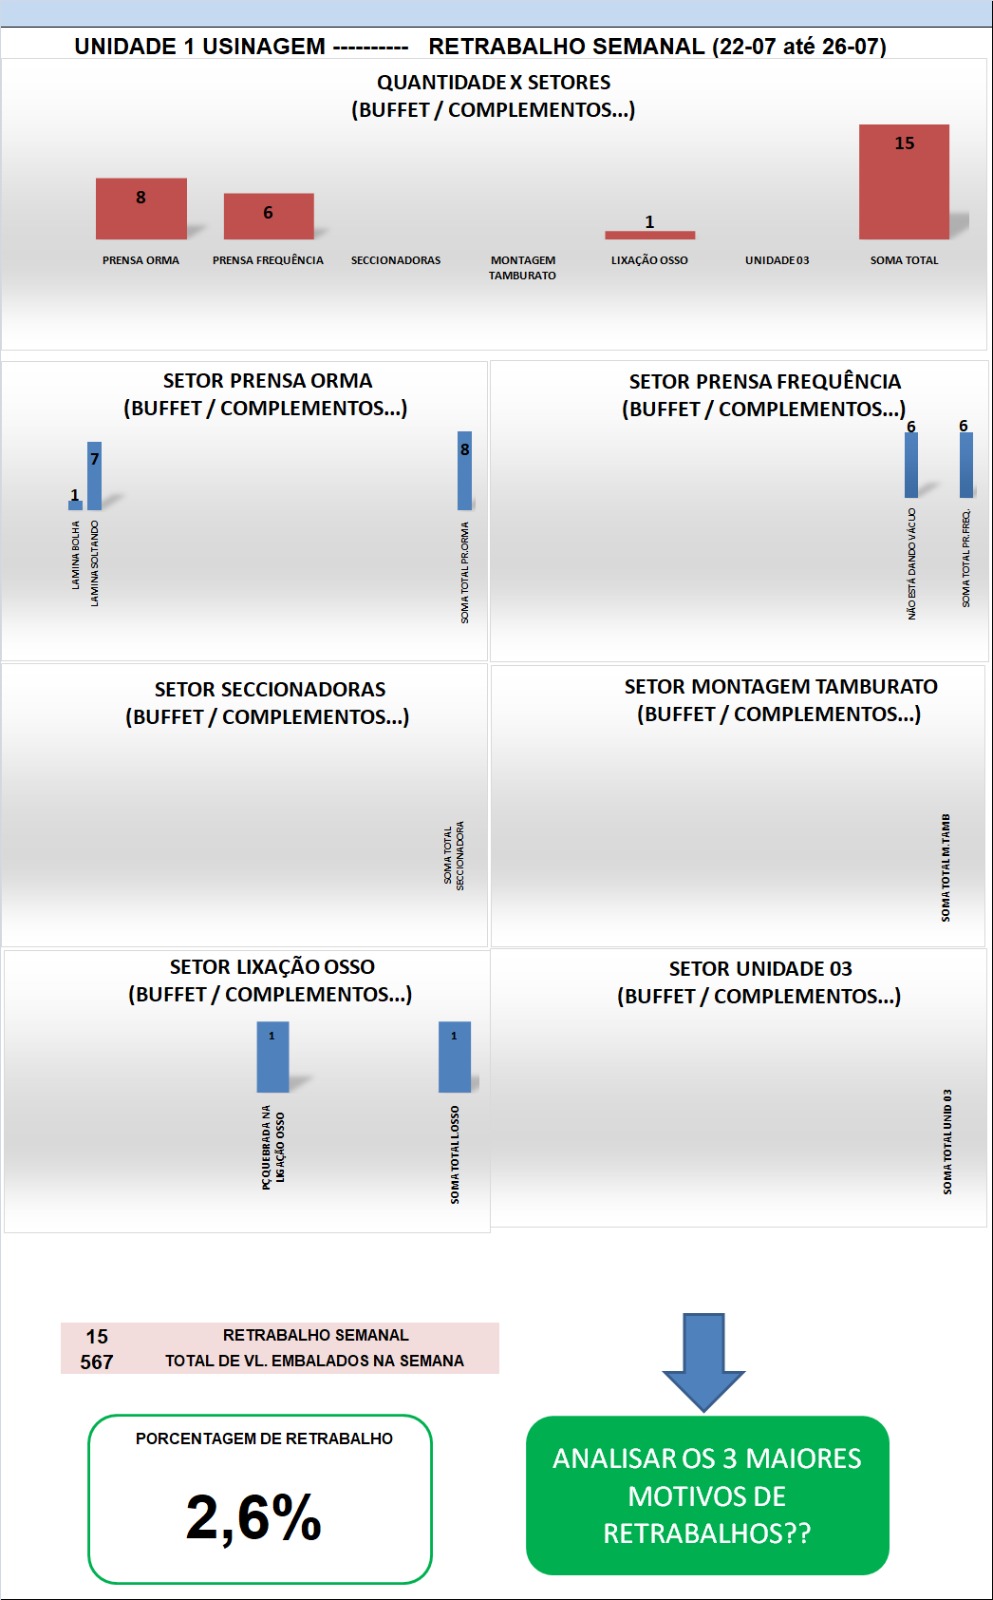 UNIDADE 1 USINAGEM ---------- RETRABALHO SEMANAL (22-07 até 26-07)
QUANTIDADE X SETORES
(BUFFET / COMPLEMENTOS...)
8
6
1
15
PRENSA ORMA
PRENSA FREQUÊNCIA
SECCIONADORAS
MONTAGEM
TAMBURATO
LIXAÇÃO OSSO
UNIDADE 03
SOMA TOTAL
SETOR PRENSA ORMA
(BUFFET / COMPLEMENTOS...)
1
7
8
LAMINA BOLHA
LAMINA SOLTANDO
SOMA TOTAL PR.ORMA
SETOR PRENSA FREQUÊNCIA
(BUFFET / COMPLEMENTOS...)
6
6
NÃO ESTÁ DANDO VÁCUO
SOMA TOTAL PR.FREQ.
SETOR SECCIONADORAS
(BUFFET / COMPLEMENTOS...)
SOMA TOTAL
SECCIONADORA
SETOR MONTAGEM TAMBURATO
(BUFFET / COMPLEMENTOS...)
SOMA TOTAL M.TAMB
SETOR LIXAÇÃO OSSO
(BUFFET / COMPLEMENTOS...)
1
1
PÇ QUEBRADA NA
LIGAÇÃO OSSO
SOMA TOTAL L.OSSO
SETOR UNIDADE 03
(BUFFET / COMPLEMENTOS...)
SOMA TOTAL UNID 03
15 RETRABALHO SEMANAL
567 TOTAL DE VL. EMBALADOS NA SEMANA
PORCENTAGEM DE RETRABALHO
2,6%
ANALISAR OS 3 MAIORES
MOTIVOS DE
RETRABALHOS??